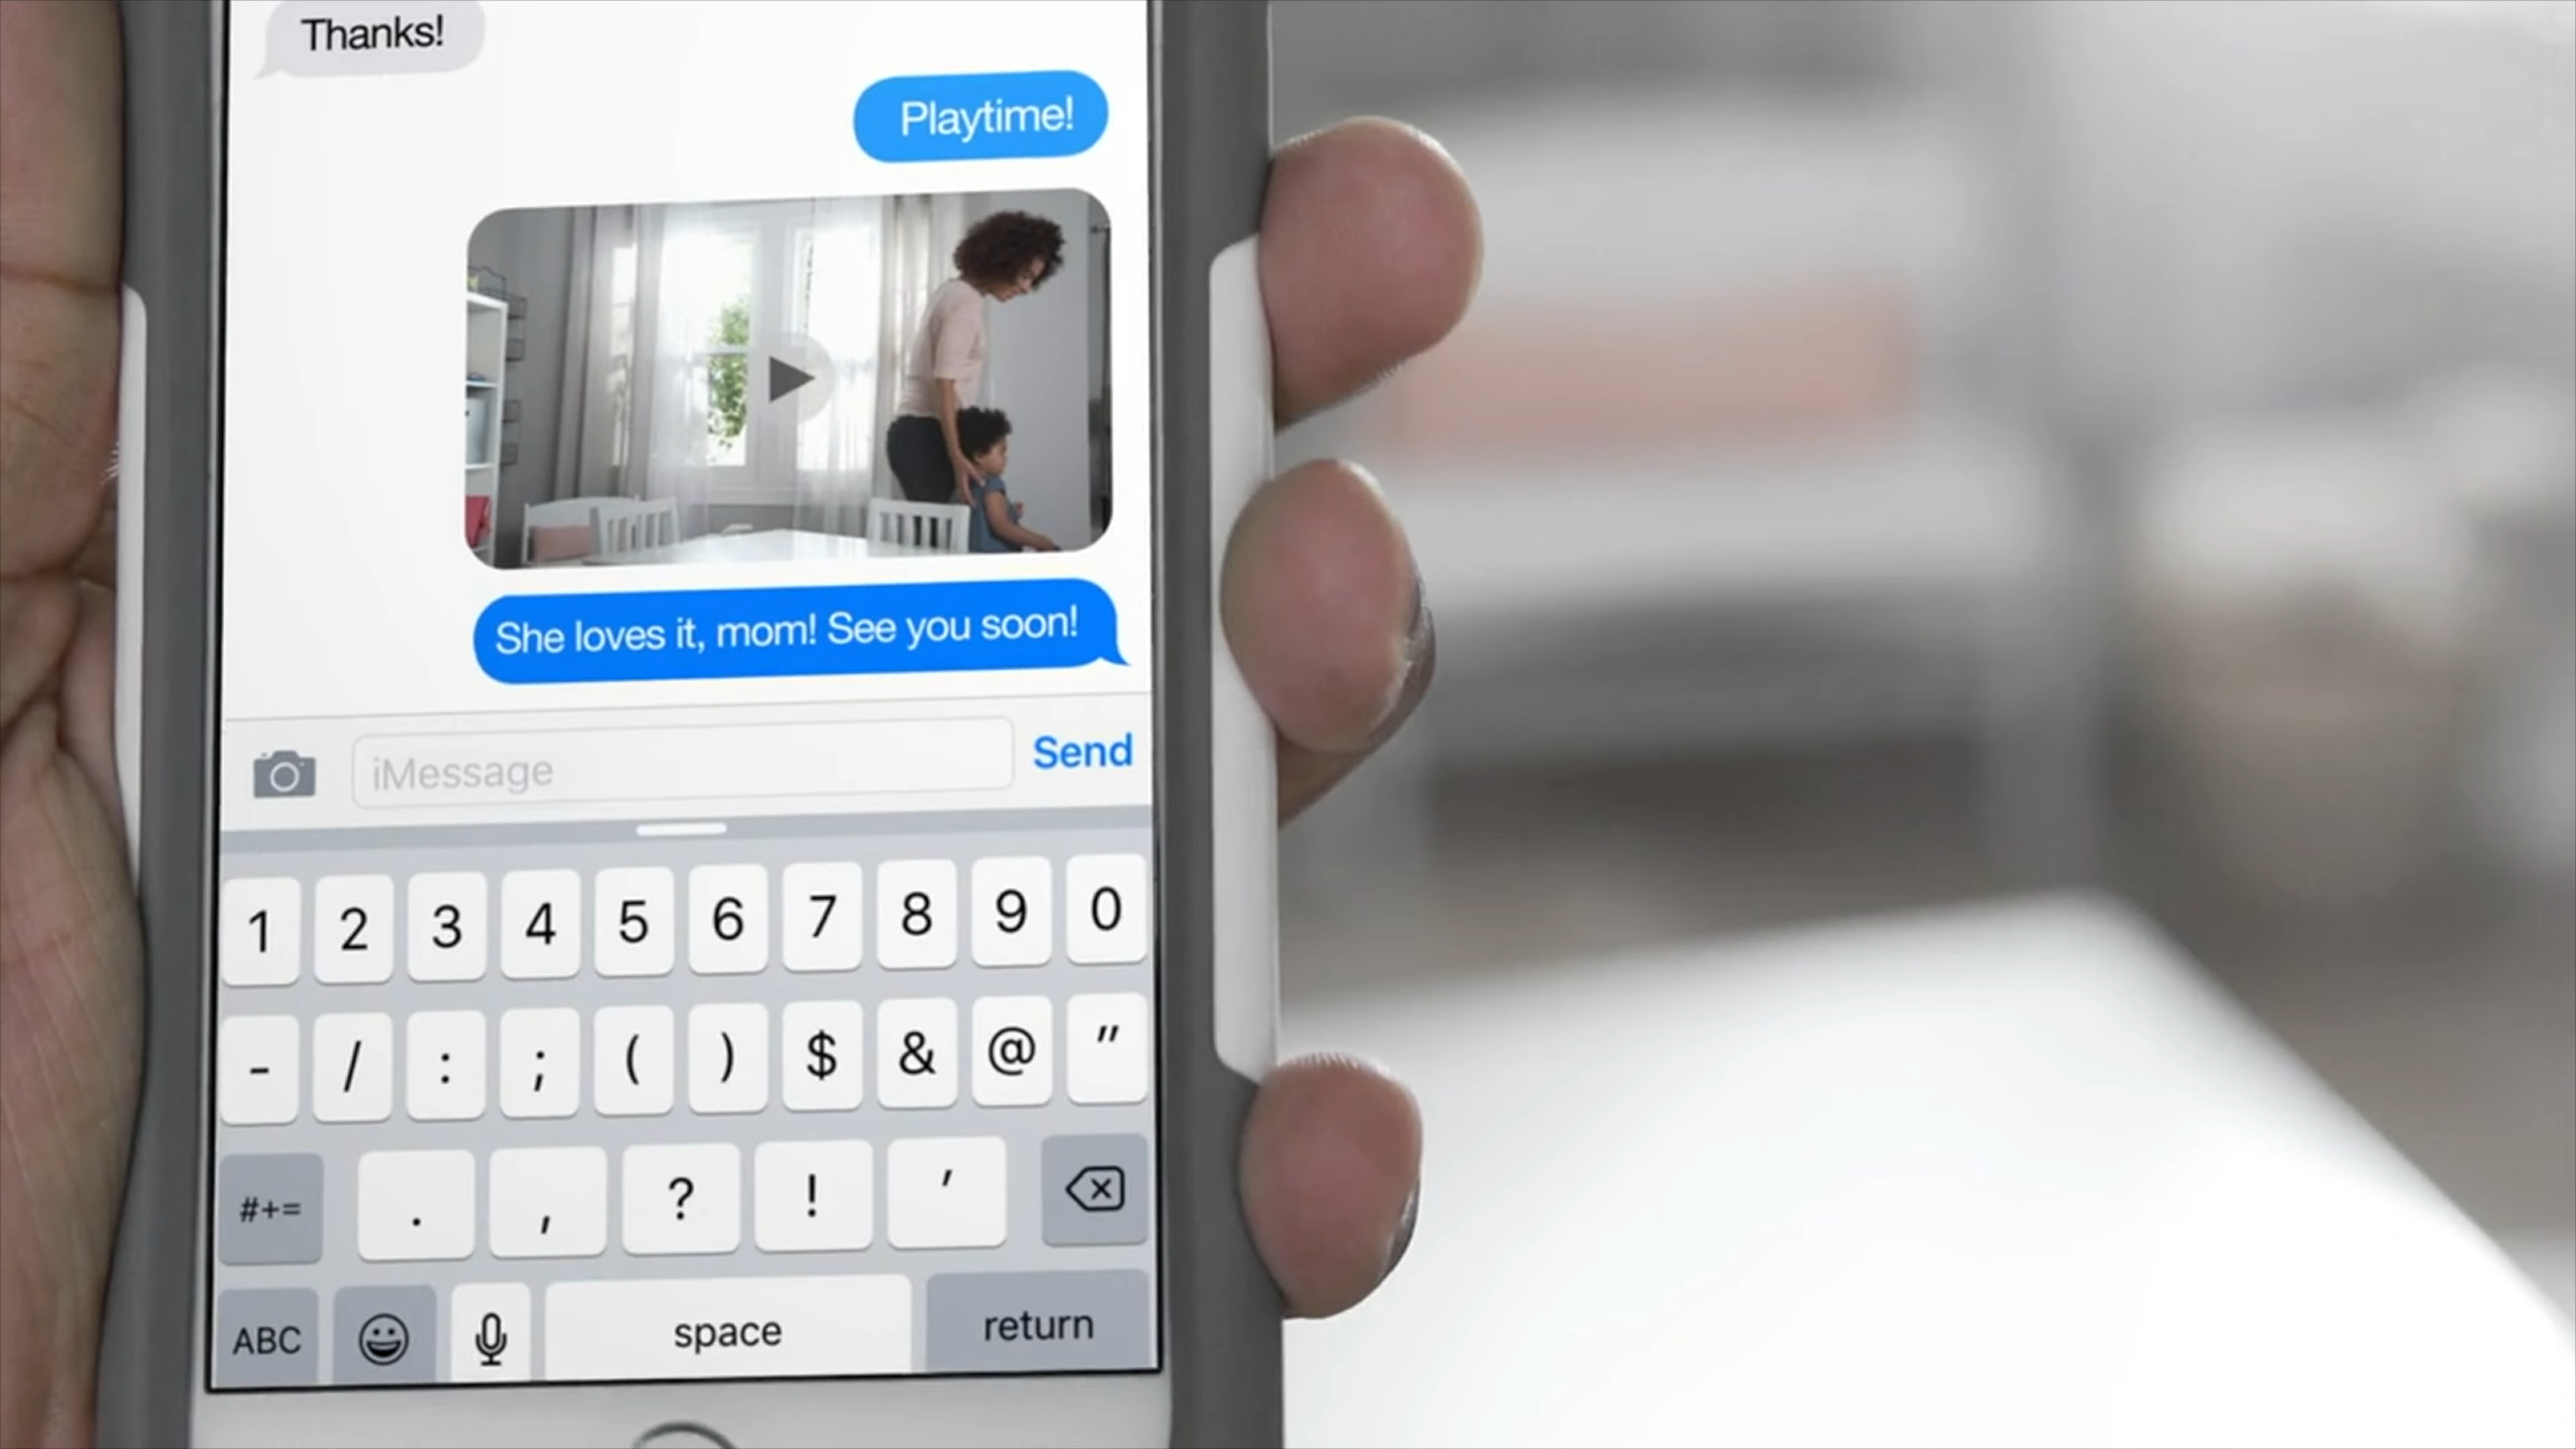 Thanks!
Playtime!
She loves it, mom! See you soon!
iMessage
Send
1 2 3 4 5 6 7 8 9 0
- / : ; ( ) $ & @ "
#+= . , ? ! '
ABC space return